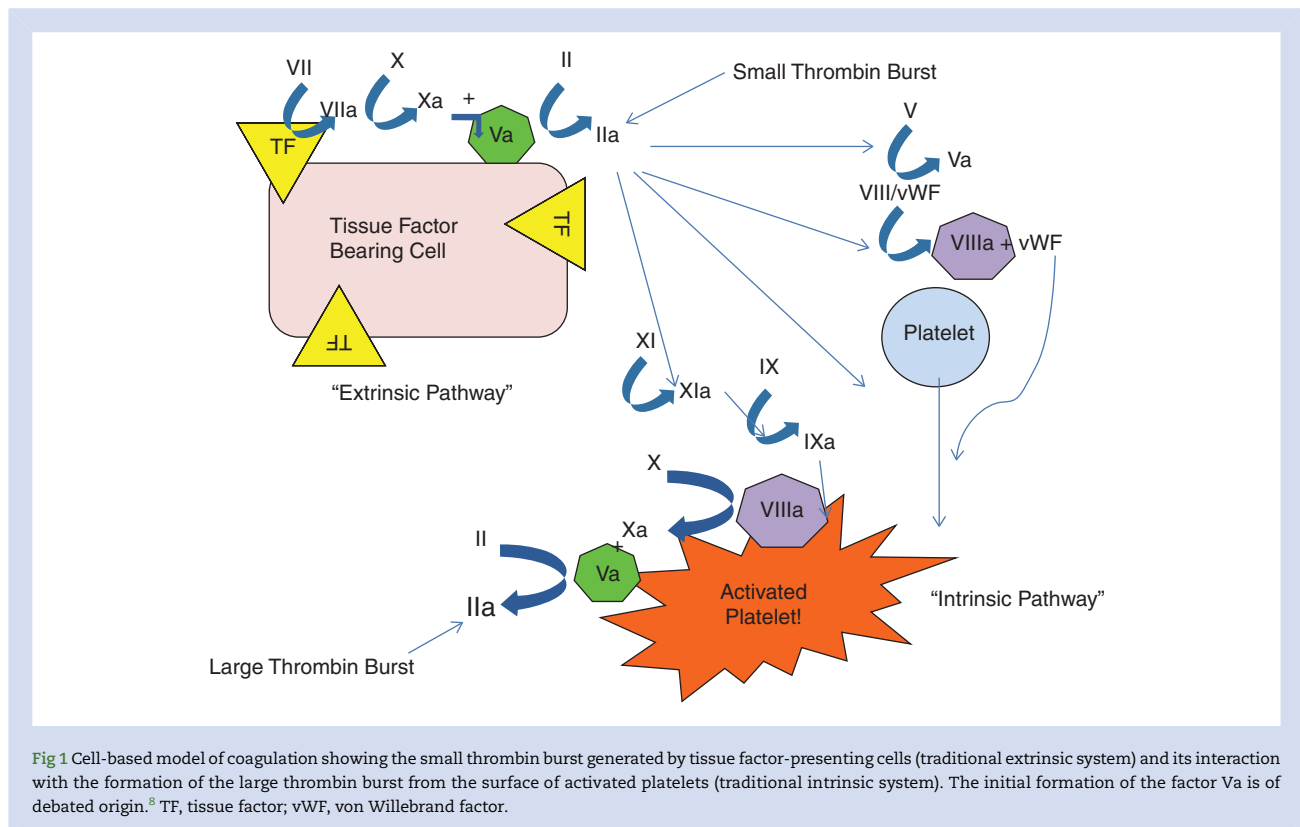 VII
X
II
Small Thrombin Burst
VIIa
Xa
+
Va
IIa
TF
V
Va
VIII/vWF
VIIIa + vWF
Tissue Factor
Bearing Cell
TF
TF
Platelet
"Extrinsic Pathway"
XI
XIa
IX
IXa
X
VIIIa
Xa
+
II
Va
IIa
Activated
Platelet!
"Intrinsic Pathway"
Large Thrombin Burst
Fig 1 Cell-based model of coagulation showing the small thrombin burst generated by tissue factor-presenting cells (traditional extrinsic system) and its interaction
with the formation of the large thrombin burst from the surface of activated platelets (traditional intrinsic system). The initial formation of the factor Va is of
debated origin.⁸ TF, tissue factor; vWF, von Willebrand factor.